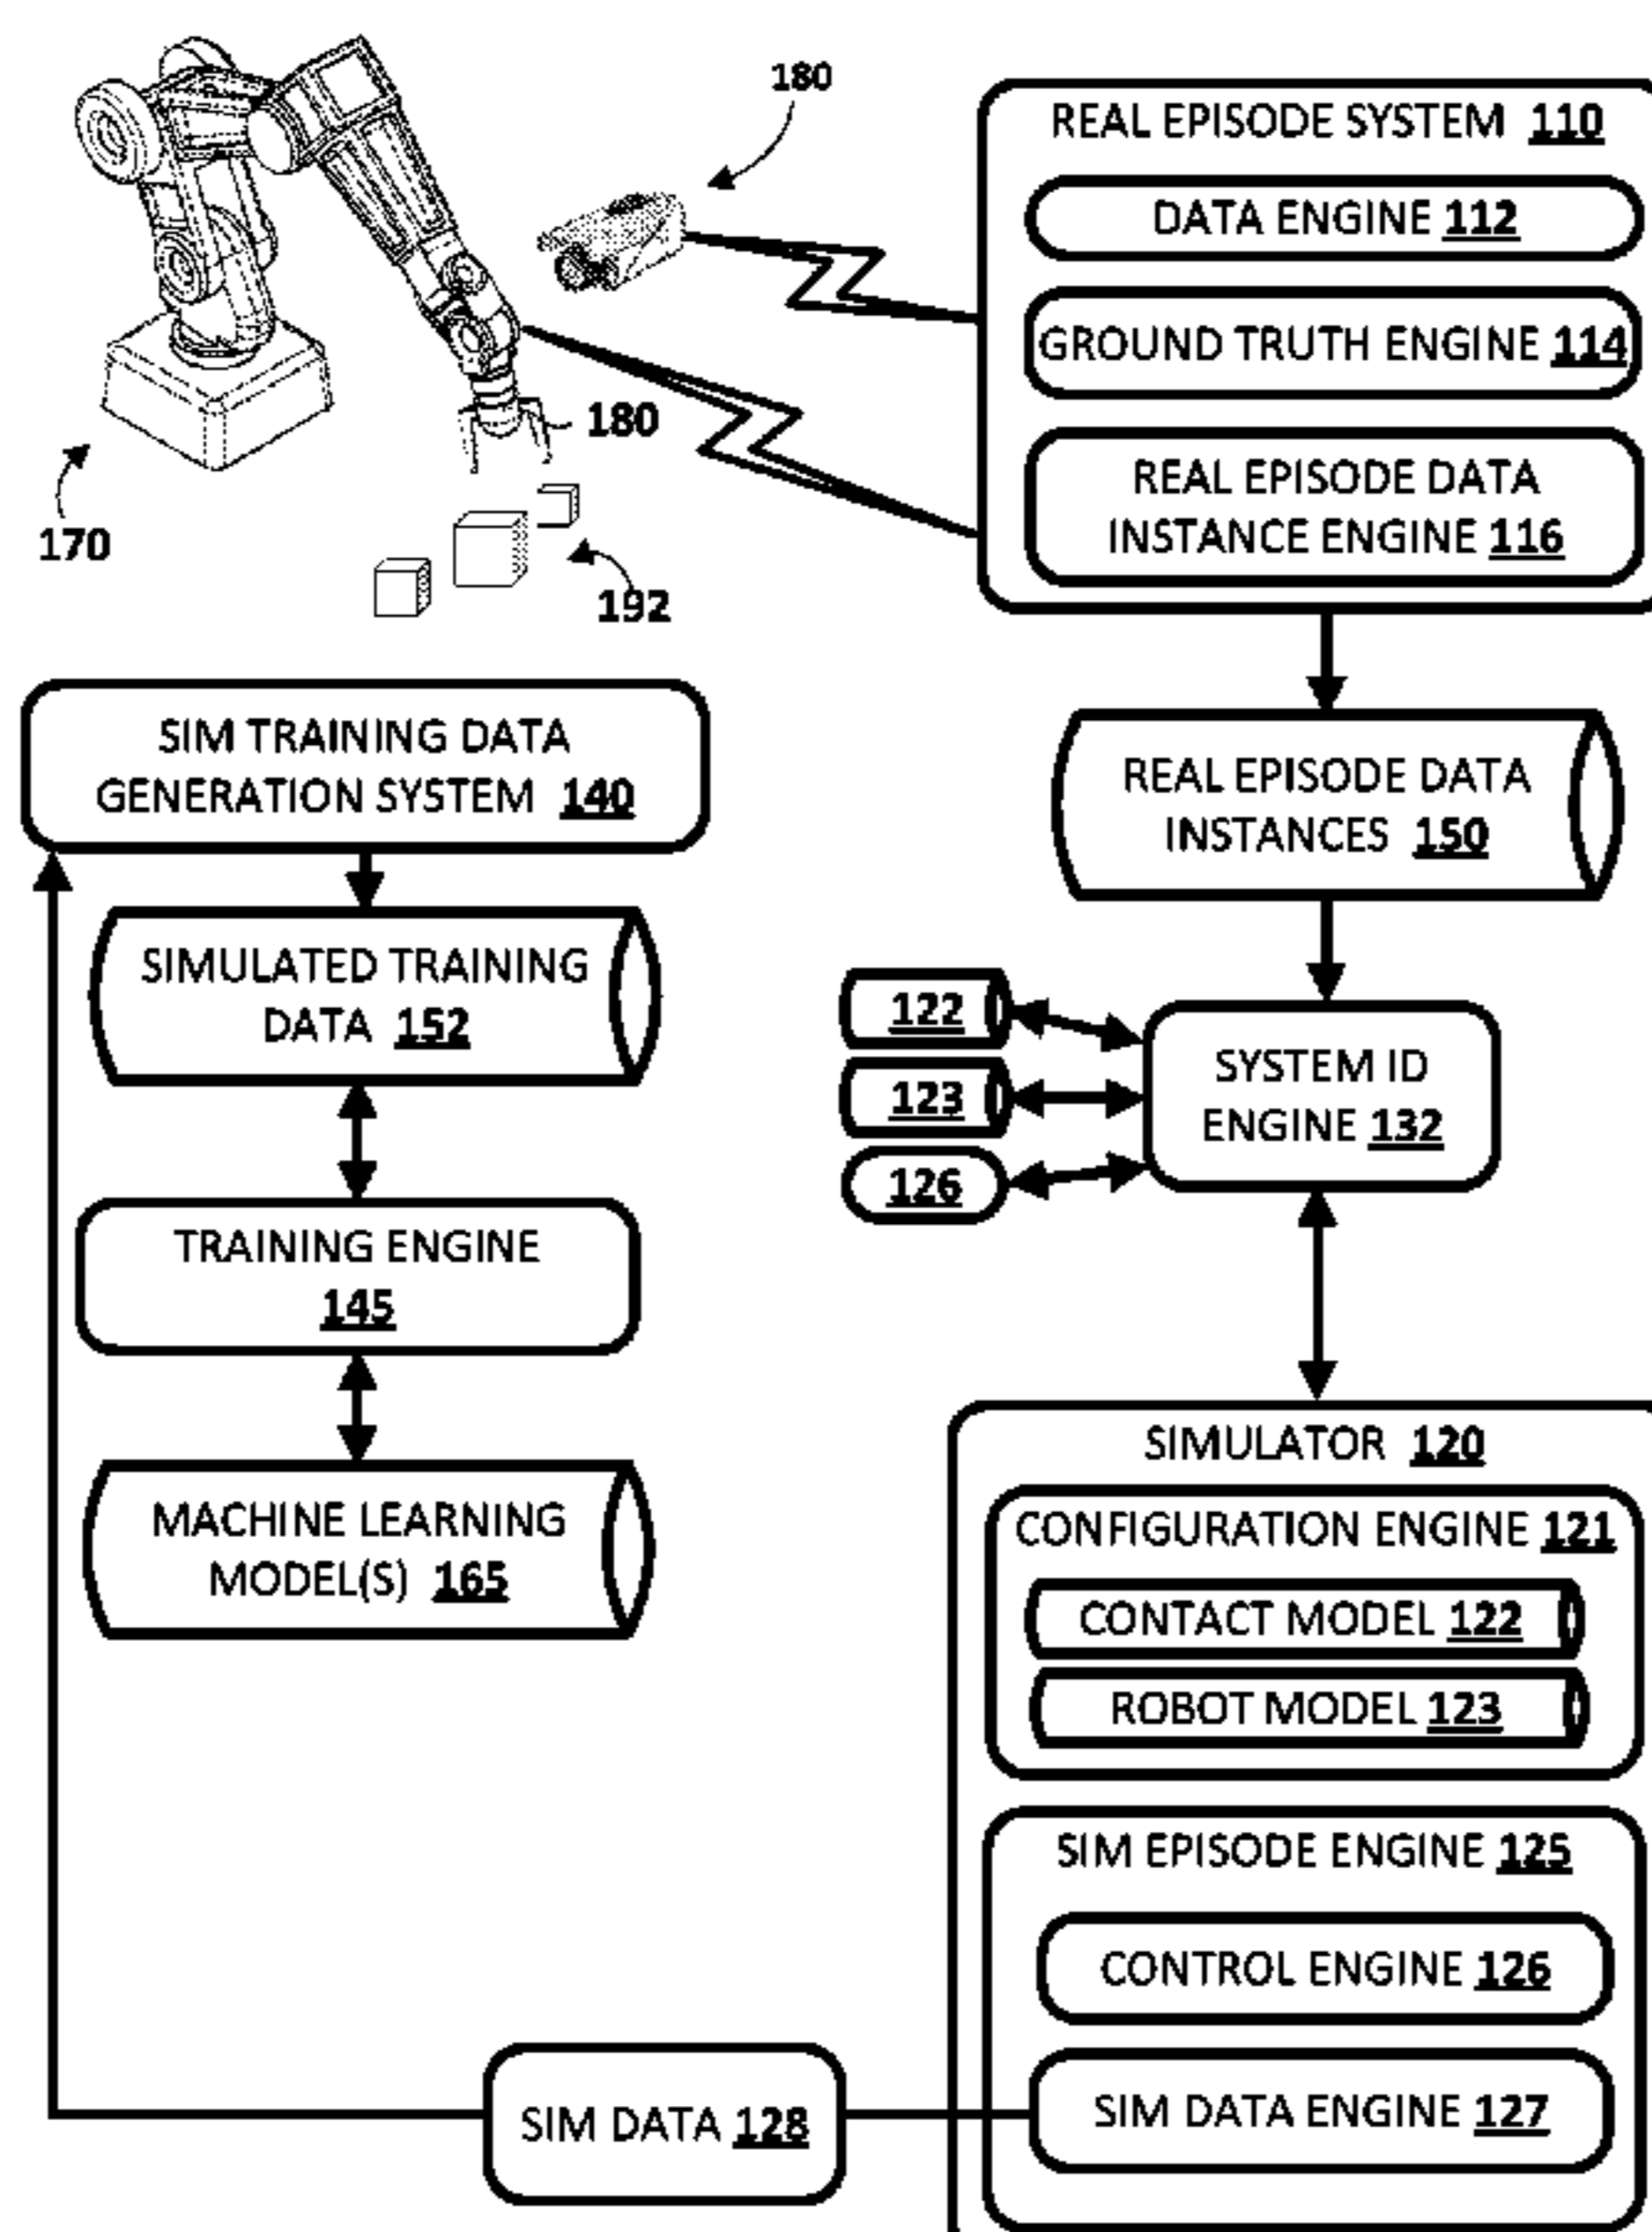 180
180
170
192
REAL EPISODE SYSTEM 110
DATA ENGINE 112
GROUND TRUTH ENGINE 114
REAL EPISODE DATA
INSTANCE ENGINE 116
REAL EPISODE DATA
INSTANCES 150
SIM TRAINING DATA
GENERATION SYSTEM 140
SIMULATED TRAINING
DATA 152
TRAINING ENGINE
145
MACHINE LEARNING
MODEL(S) 165
122
123
126
SYSTEM ID
ENGINE 132
SIMULATOR 120
CONFIGURATION ENGINE 121
CONTACT MODEL 122
ROBOT MODEL 123
SIM EPISODE ENGINE 125
CONTROL ENGINE 126
SIM DATA ENGINE 127
SIM DATA 128